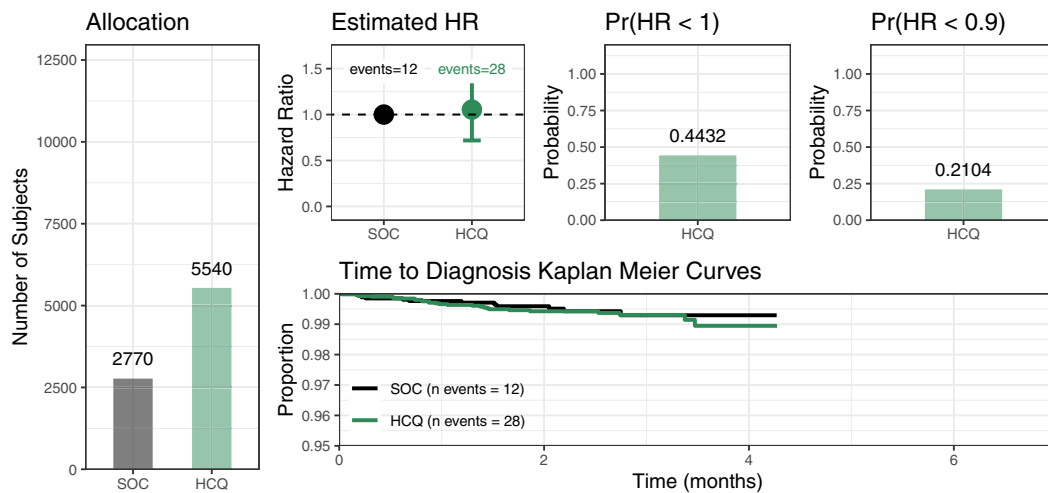 Allocation
Number of Subjects
12500
10000
7500
5000
2500
0
2770
5540
SOC
HCQ
Estimated HR
Hazard Ratio
1.5
1.0
0.5
0.0
events=12
events=28
SOC
HCQ
Pr(HR < 1)
Probability
1.00
0.75
0.50
0.25
0.00
0.4432
HCQ
Pr(HR < 0.9)
Probability
1.00
0.75
0.50
0.25
0.00
0.2104
HCQ
Time to Diagnosis Kaplan Meier Curves
Proportion
1.00
0.99
0.98
0.97
0.96
0.95
SOC (n events = 12)
HCQ (n events = 28)
0
2
4
6
Time (months)